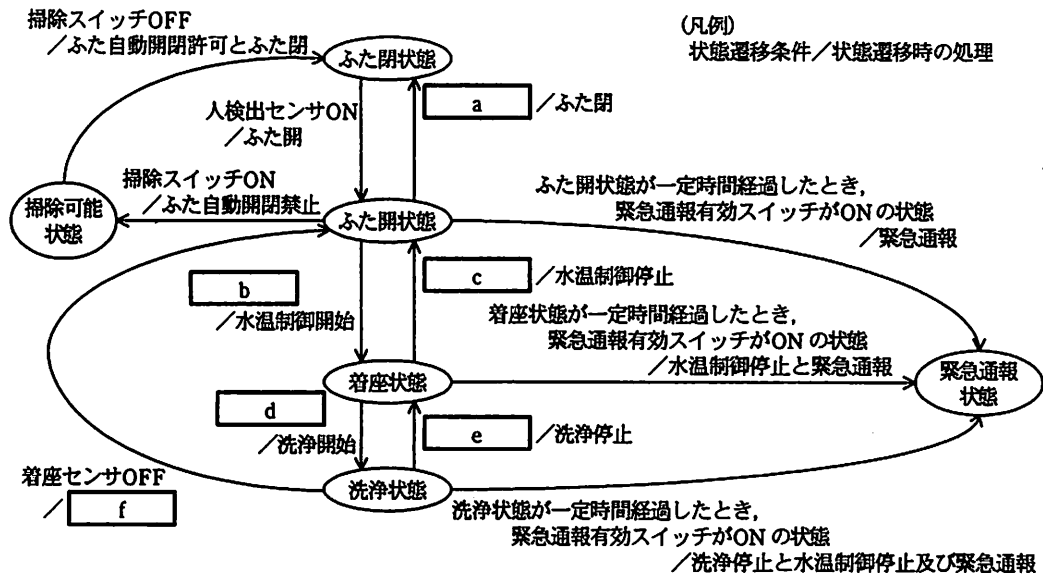 掃除スイッチOFF
／ふた自動開閉許可とふた閉
(凡例)
状態遷移条件／状態遷移時の処理
ふた閉状態
人検出センサON
／ふた開
a
／ふた閉
掃除スイッチON
／ふた自動開閉禁止
掃除可能
状態
ふた開状態
ふた開状態が一定時間経過したとき，
緊急通報有効スイッチがONの状態
／緊急通報
b
／水温制御開始
c
／水温制御停止
着座状態が一定時間経過したとき，
緊急通報有効スイッチがONの状態
／水温制御停止と緊急通報
着座状態
緊急通報
状態
d
／洗浄開始
e
／洗浄停止
着座センサOFF
／
f
洗浄状態
洗浄状態が一定時間経過したとき，
緊急通報有効スイッチがONの状態
／洗浄停止と水温制御停止及び緊急通報